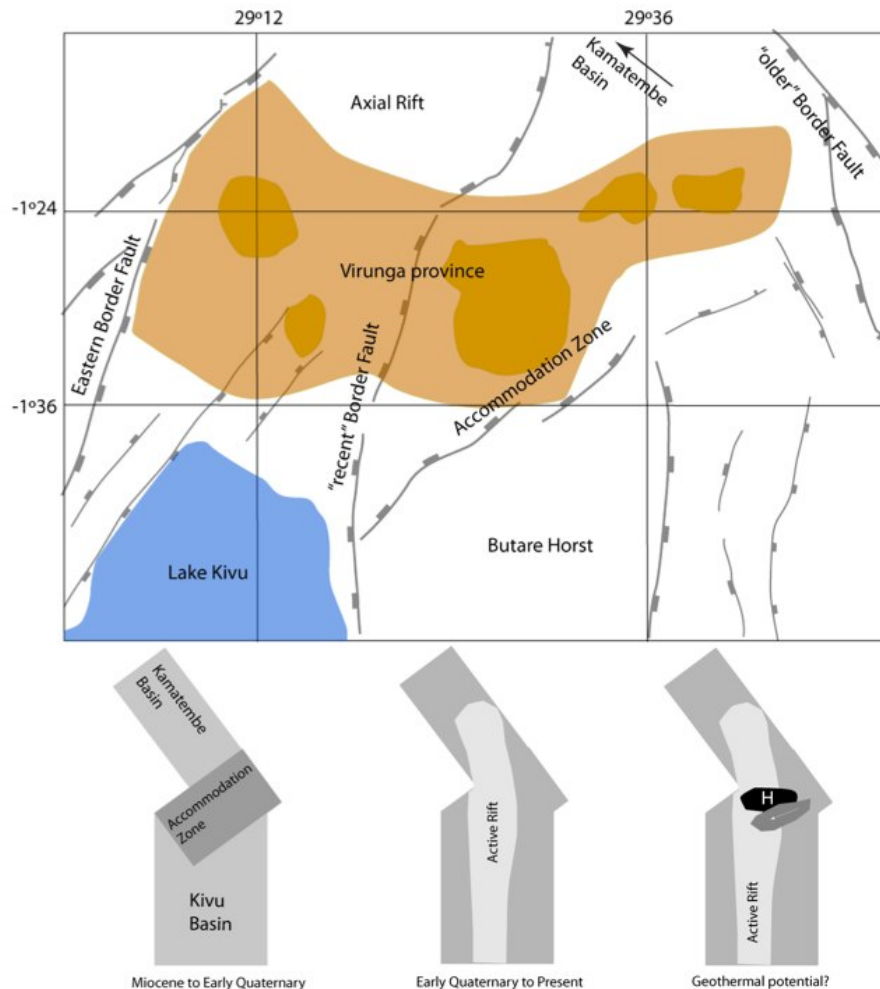 29º12
29º36
Kamatembe
Basin
"older" Border Fault
Axial Rift
-1º24
Virunga province
Eastern Border Fault
"recent" Border Fault
Accommodation Zone
-1º36
Lake Kivu
Butare Horst
Kamatembe
Basin
Accommodation
Zone
Kivu
Basin
Miocene to Early Quaternary
Active Rift
Early Quaternary to Present
H
Active Rift
Geothermal potential?